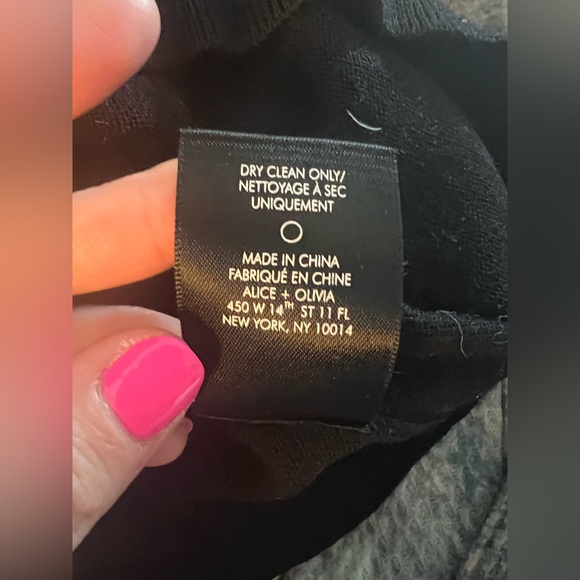 DRY CLEAN ONLY/
NETTOYAGE À SEC
UNIQUEMENT
MADE IN CHINA
FABRIQUÉ EN CHINE
ALICE + OLIVIA
450 W 14TH ST 11 FL
NEW YORK, NY 10014